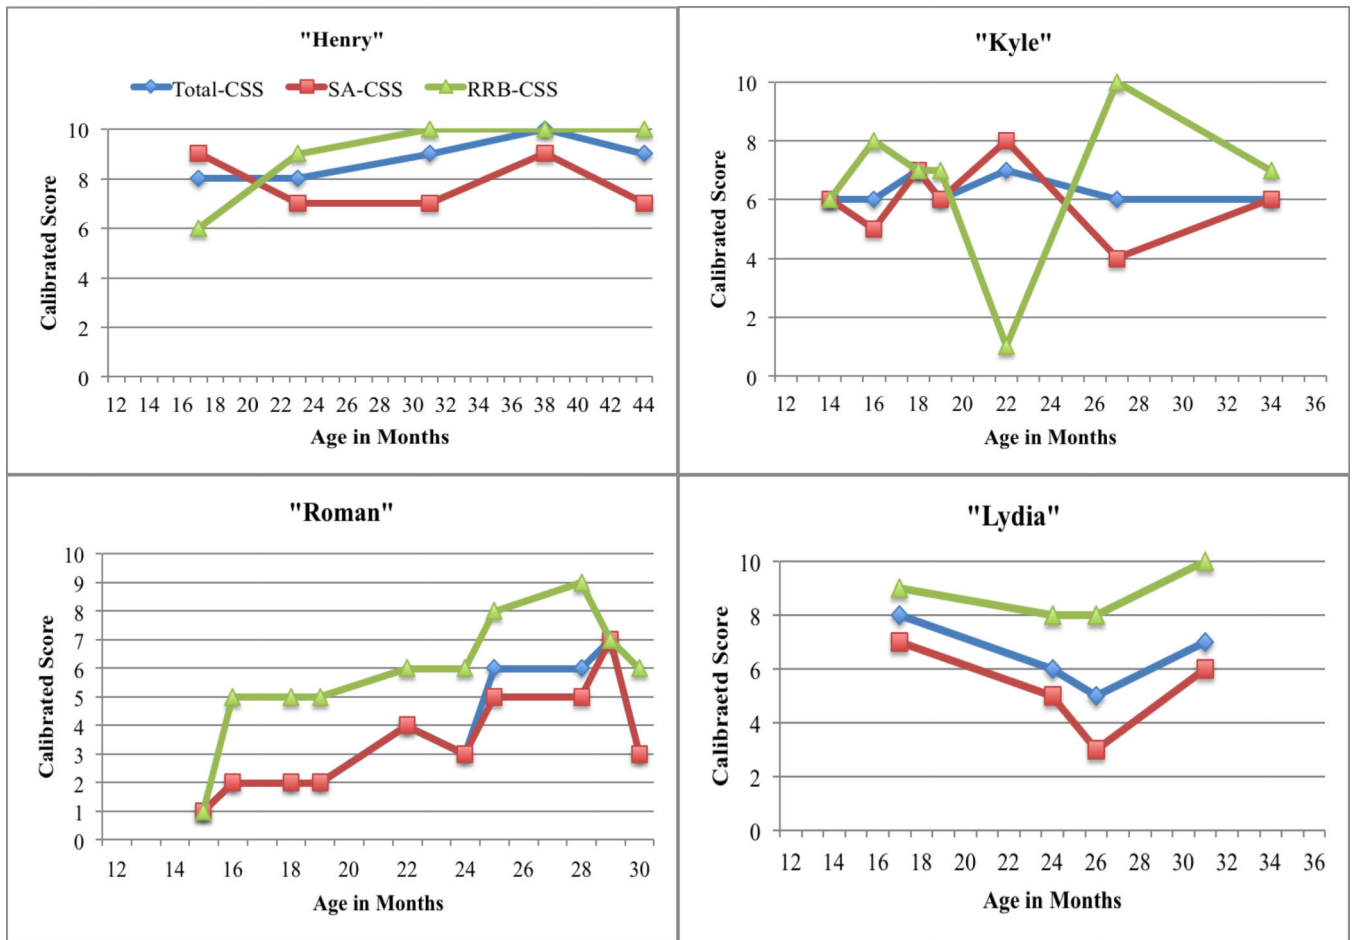 "Henry"
Total-CSS SA-CSS RRB-CSS
10
8
6
4
2
0
Calibrated Score
12 14 16 18 20 22 24 26 28 30 32 34 36 38 40 42 44
Age in Months
"Kyle"
10
8
6
4
2
0
Calibrated Score
12 14 16 18 20 22 24 26 28 30 32 34 36
Age in Months
"Roman"
10
9
8
7
6
5
4
3
2
1
0
Calibrated Score
12 14 16 18 20 22 24 26 28 30
Age in Months
"Lydia"
10
8
6
4
2
0
Calibraetd Score
12 14 16 18 20 22 24 26 28 30 32 34 36
Age in Months